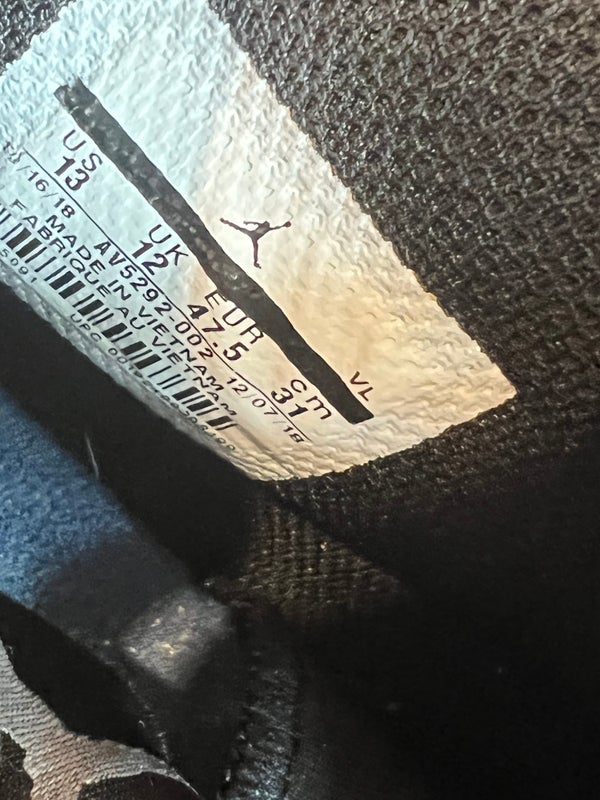 VL
US UK EUR cm
13 12 47.5 31
/16/18 AV5292-002 12/07/18
MADE IN VIETNAM
FABRIQUE AU VIETNAM
UPC